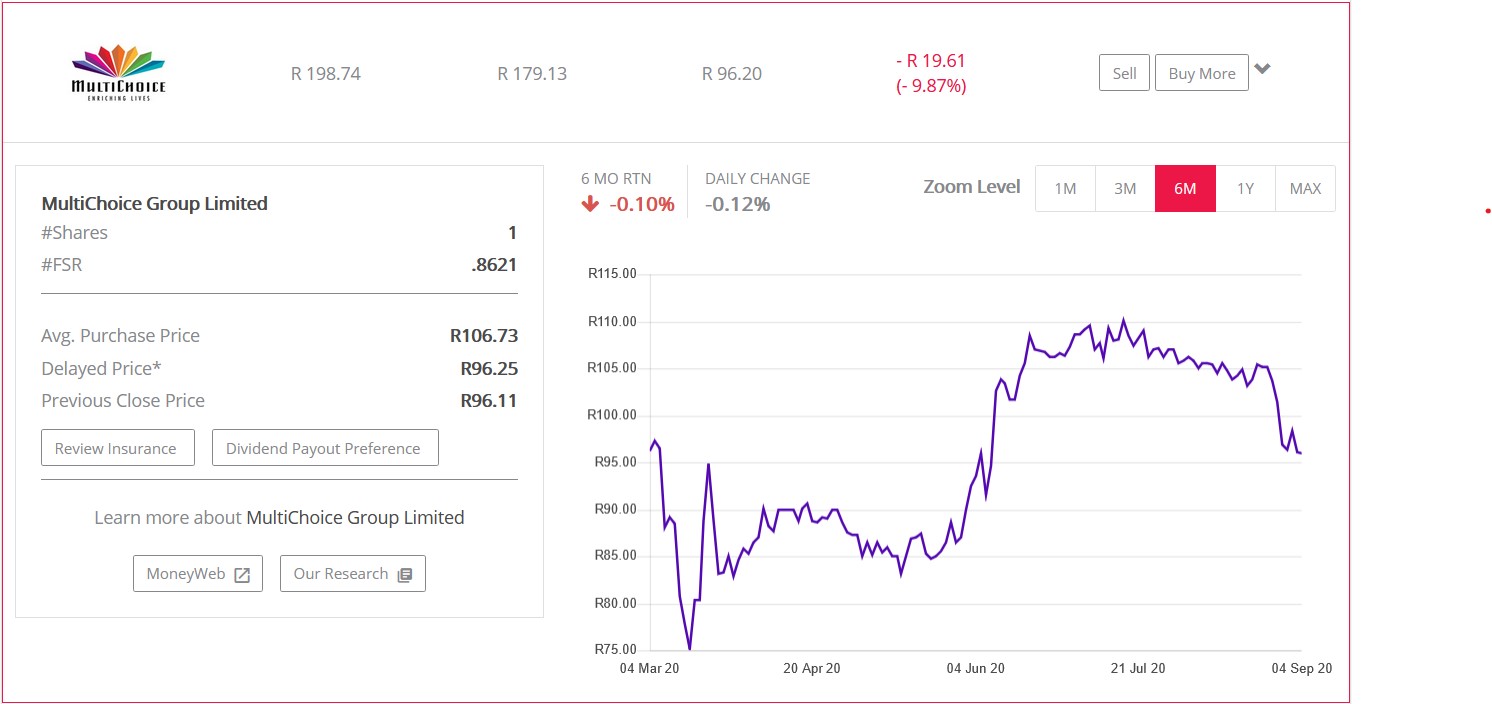 MULTICHOICE
ENRICHING LIVES
R 198.74
R 179.13
R 96.20
- R 19.61
(- 9.87%)
Sell
Buy More
MultiChoice Group Limited
#Shares 1
#FSR .8621
Avg. Purchase Price R106.73
Delayed Price* R96.25
Previous Close Price R96.11
Review Insurance
Dividend Payout Preference
Learn more about MultiChoice Group Limited
MoneyWeb
Our Research
6 MO RTN
-0.10%
DAILY CHANGE
-0.12%
Zoom Level
1M
3M
6M
1Y
MAX
R115.00
R110.00
R105.00
R100.00
R95.00
R90.00
R85.00
R80.00
R75.00
04 Mar 20
20 Apr 20
04 Jun 20
21 Jul 20
04 Sep 20